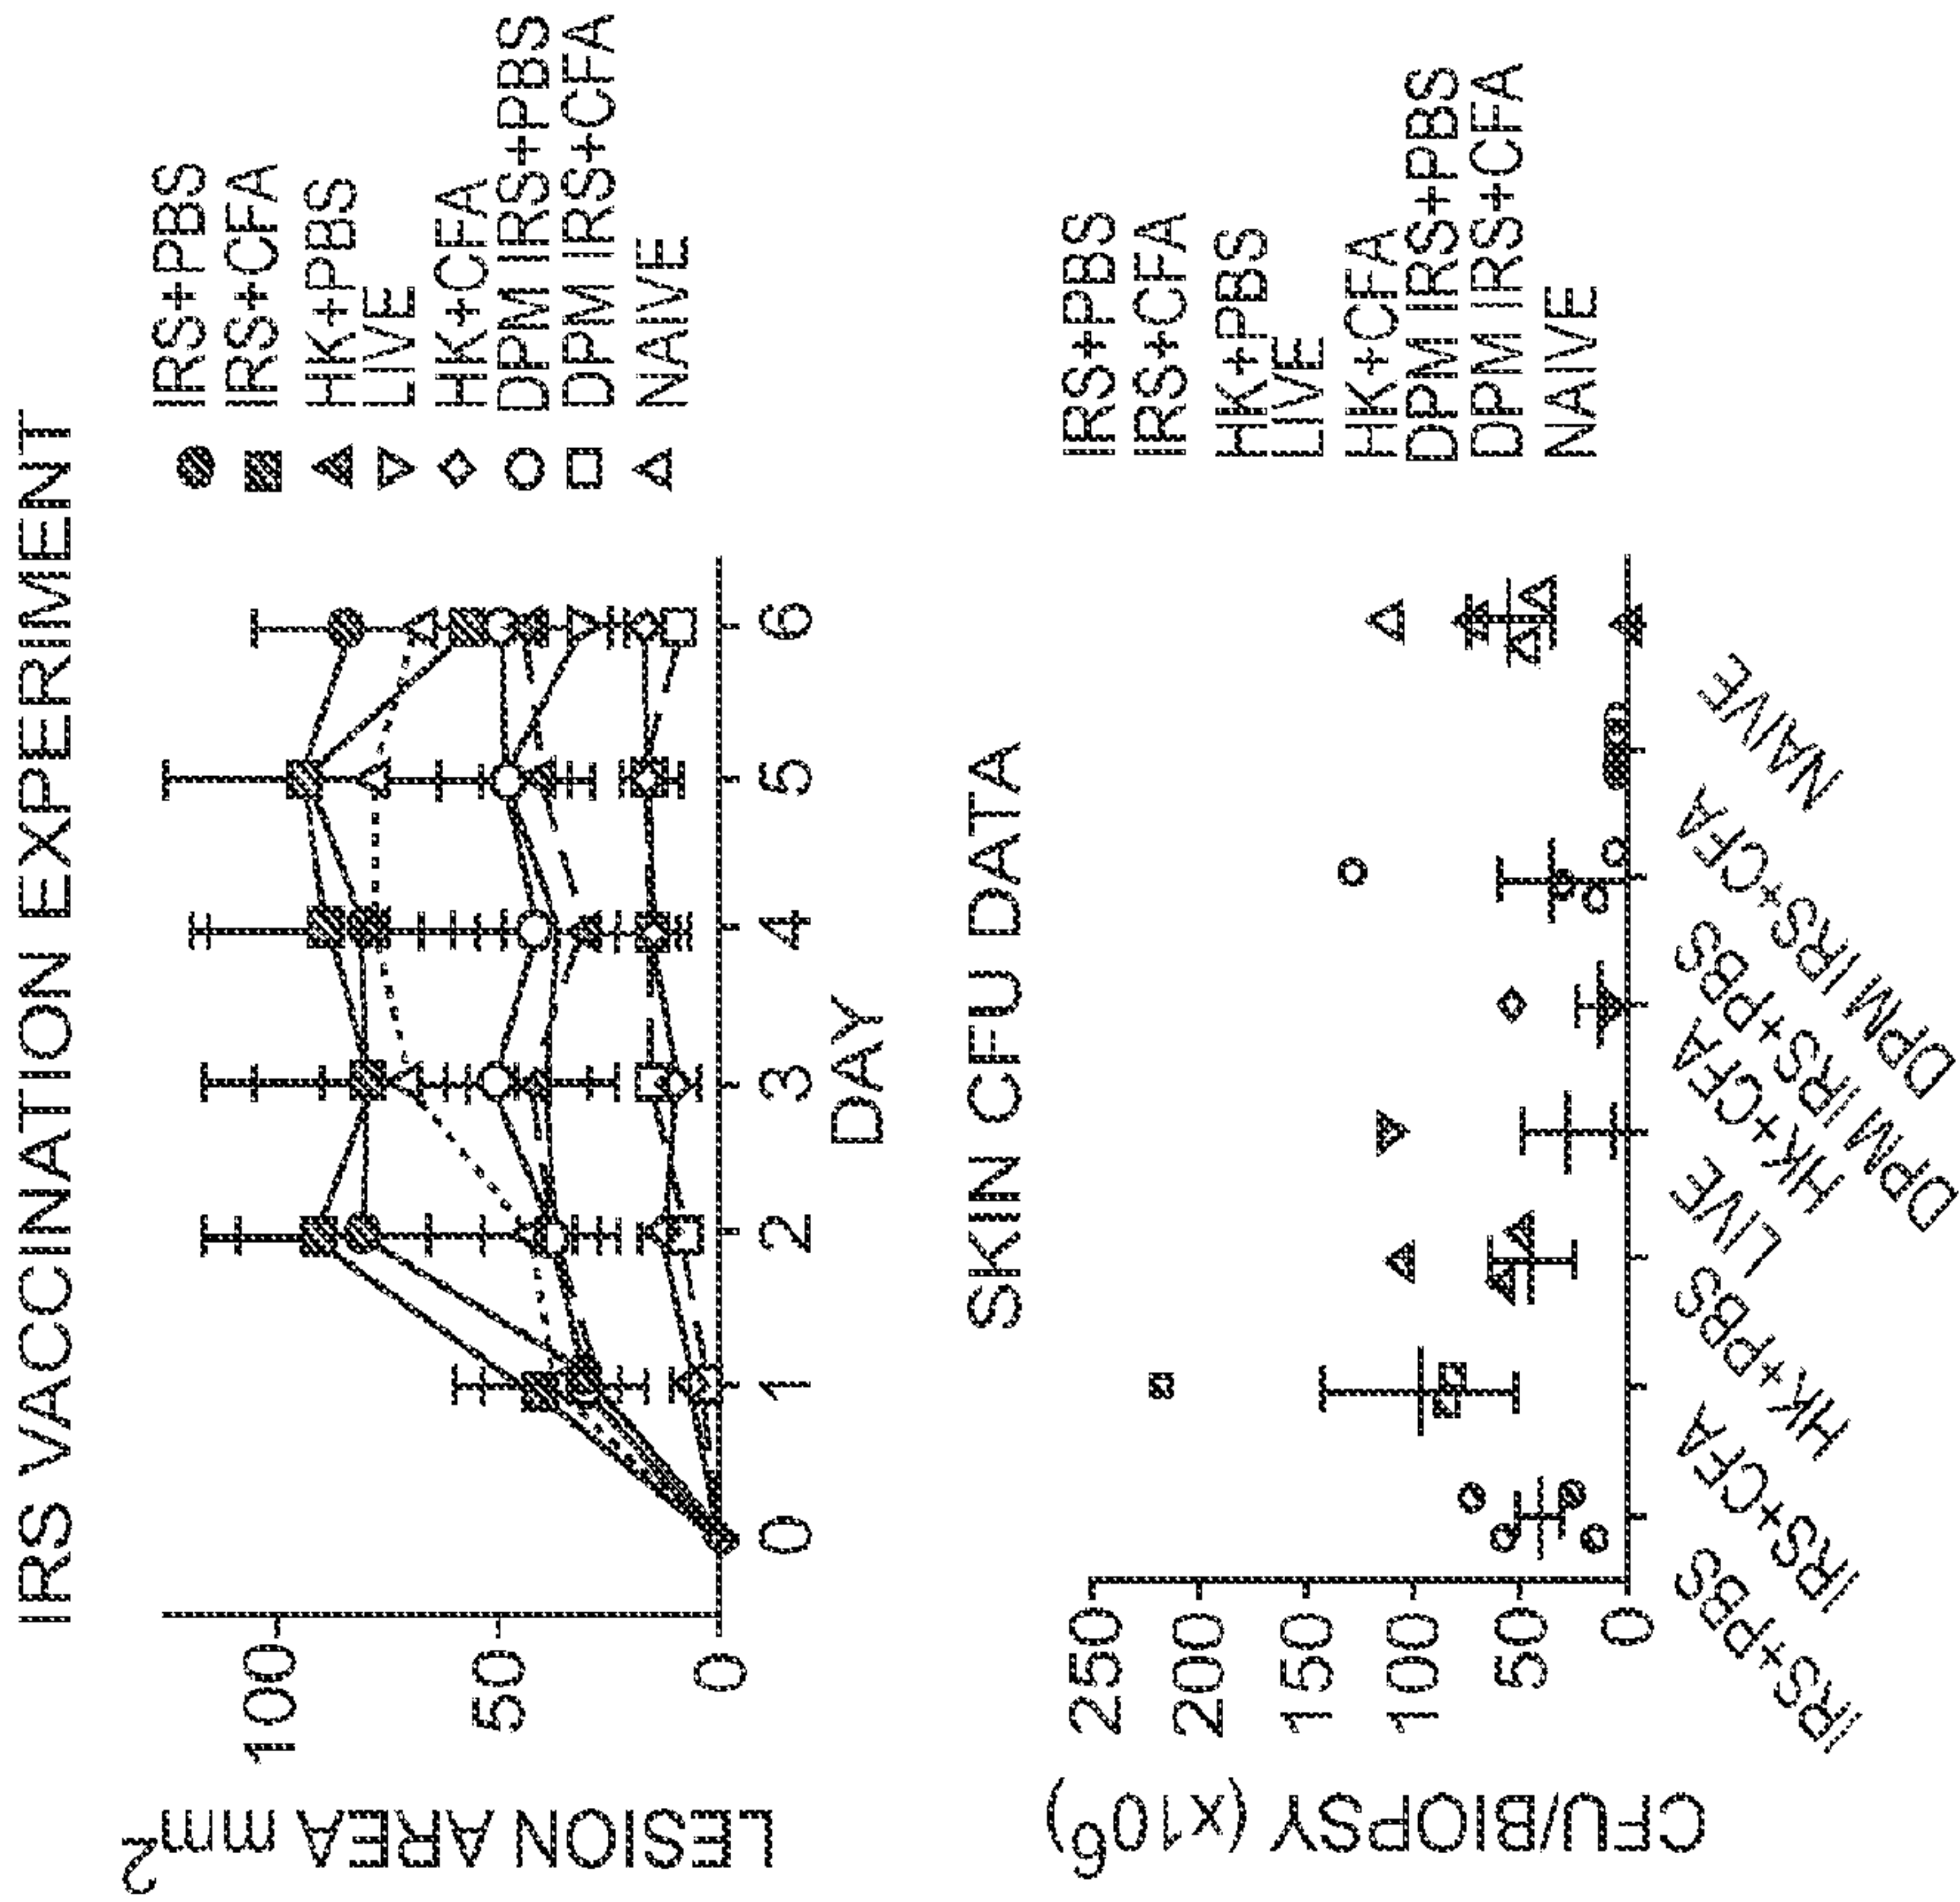 IRS VACCINATION EXPERIMENT
LESION AREA mm²
100
50
0
0 1 2 3 4 5 6
DAY
IRS+PBS
IRS+CFA
HK+PBS
LIVE
HK+CFA
DPM IRS+PBS
DPM IRS+CFA
NAIVE
SKIN CFU DATA
CFU/BIOPSY (x10⁶)
250
200
150
100
50
0
IRS+PBS
IRS+CFA
HK+PBS
LIVE
HK+CFA
DPM IRS+PBS
DPM IRS+CFA
NAIVE
IRS+PBS
IRS+CFA
HK+PBS
LIVE
HK+CFA
DPM IRS+PBS
DPM IRS+CFA
NAIVE